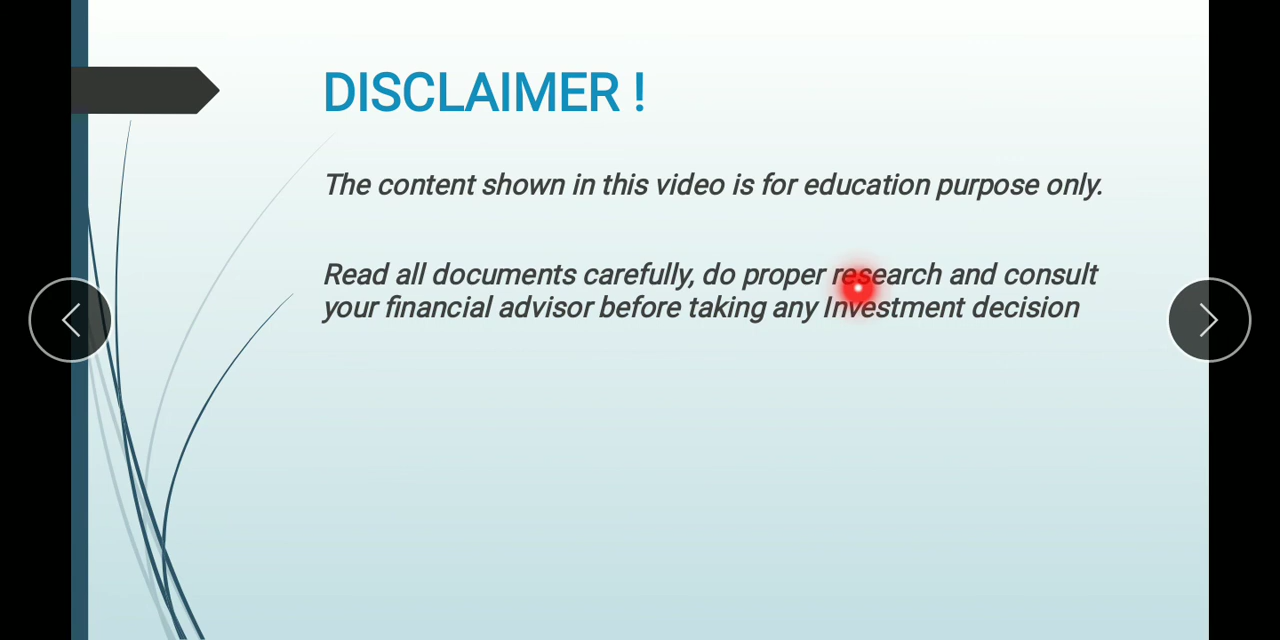 DISCLAIMER !
The content shown in this video is for education purpose only.
Read all documents carefully, do proper research and consult
your financial advisor before taking any Investment decision